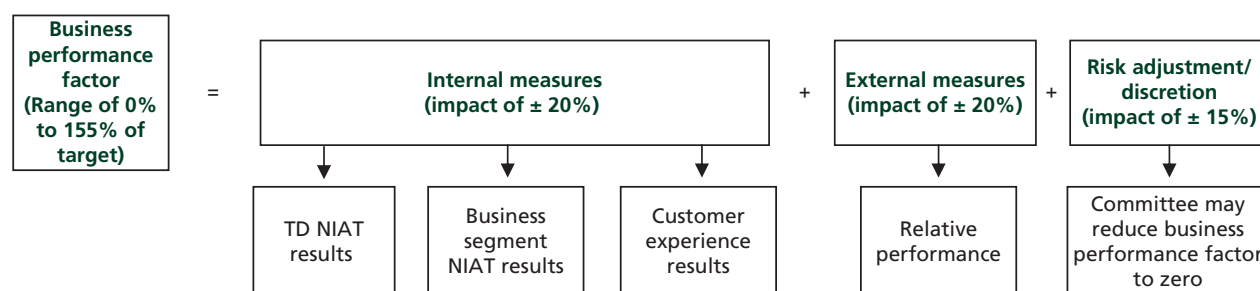 Business
performance
factor
(Range of 0%
to 155% of
target)
=
Internal measures
(impact of ± 20%)
+
External measures
(impact of ± 20%)
+
Risk adjustment/
discretion
(impact of ± 15%)
TD NIAT
results
Business
segment
NIAT results
Customer
experience
results
Relative
performance
Committee may
reduce business
performance factor
to zero